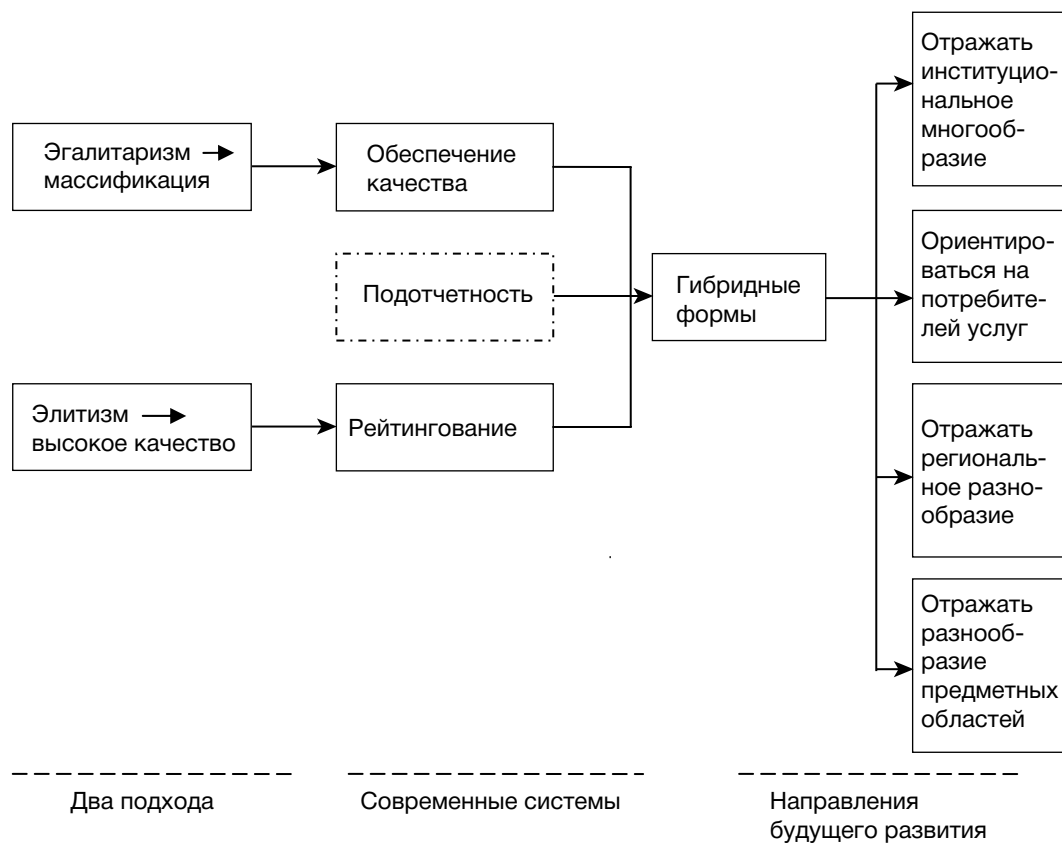 Эгалитаризм →
массификация
Элитизм →
высокое качество
Обеспечение
качества
Подотчетность
Рейтингование
Гибридные
формы
Отражать
институцио-
нальное
многооб-
разие
Ориентиро-
ваться на
потребите-
лей услуг
Отражать
региональ-
ное разно-
образие
Отражать
разнооб-
разие
предметных
областей
Два подхода
Современные системы
Направления
будущего развития